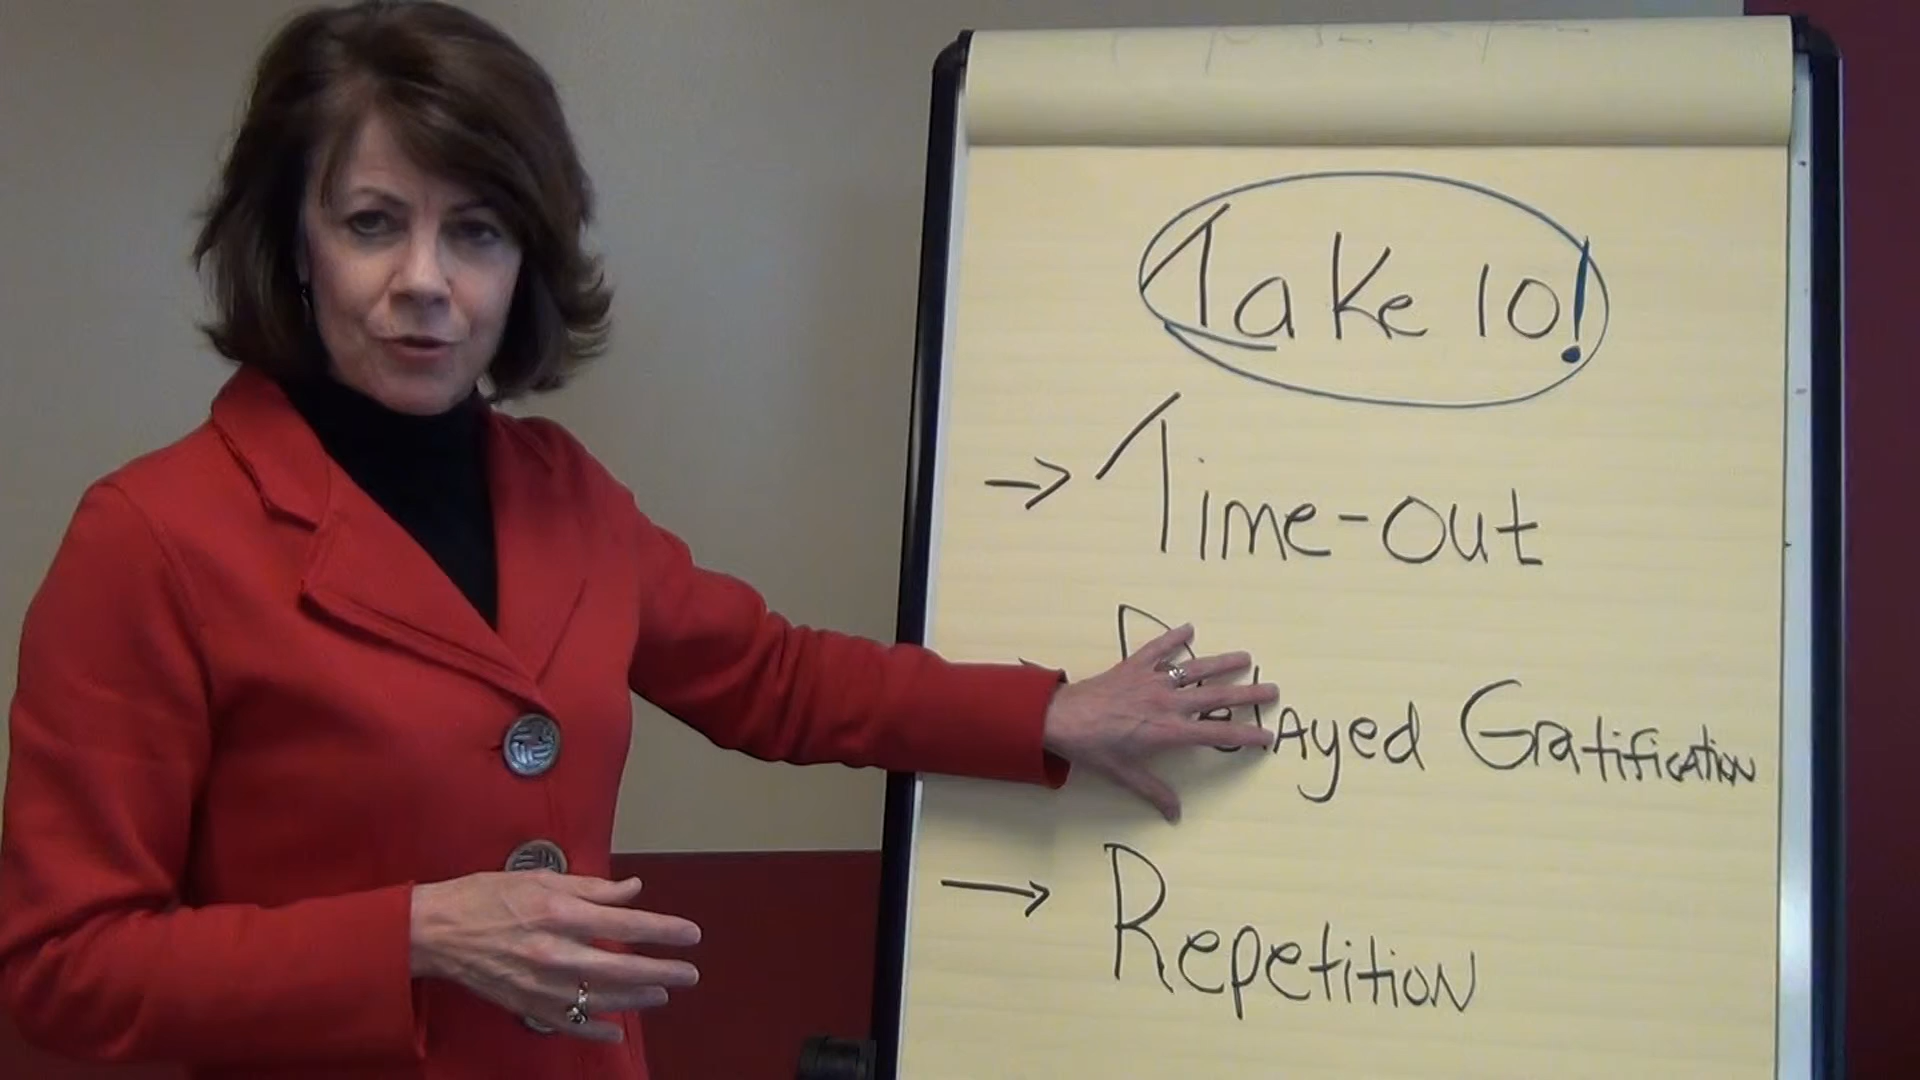 Take 10!
→ Time-out
Delayed Gratification
→ Repetition